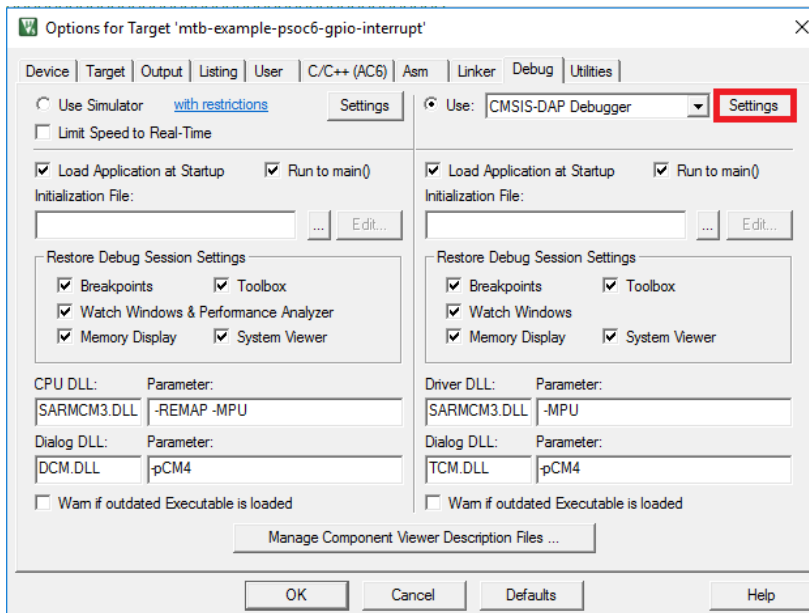 Options for Target 'mtb-example-psoc6-gpio-interrupt'
Device Target Output Listing User C/C++ (AC6) Asm Linker Debug Utilities
Use Simulator with restrictions Settings
Limit Speed to Real-Time
Use: CMSIS-DAP Debugger Settings
Load Application at Startup Run to main()
Initialization File:
... Edit...
Load Application at Startup Run to main()
Initialization File:
... Edit...
Restore Debug Session Settings
Breakpoints Toolbox
Watch Windows & Performance Analyzer
Memory Display System Viewer
Restore Debug Session Settings
Breakpoints Toolbox
Watch Windows
Memory Display System Viewer
CPU DLL: Parameter:
SARMCM3.DLL -REMAP -MPU
Dialog DLL: Parameter:
DCM.DLL -pCM4
Warn if outdated Executable is loaded
Driver DLL: Parameter:
SARMCM3.DLL -MPU
Dialog DLL: Parameter:
TCM.DLL -pCM4
Warn if outdated Executable is loaded
Manage Component Viewer Description Files ...
OK Cancel Defaults Help